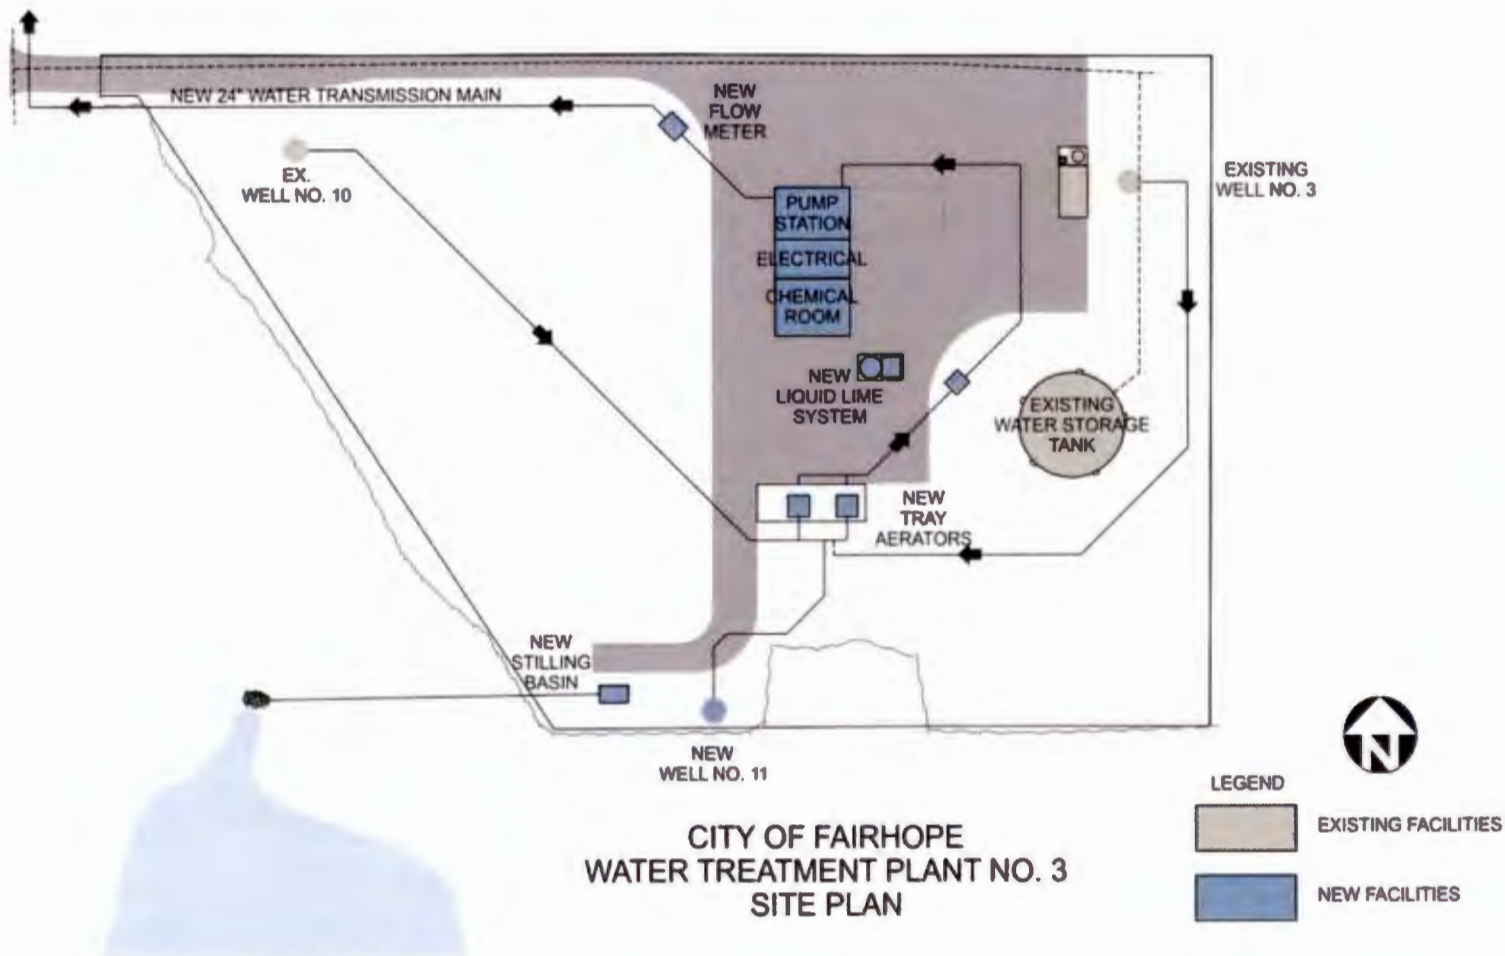 NEW 24" WATER TRANSMISSION MAIN
NEW
FLOW
METER
EX.
WELL NO. 10
EXISTING
WELL NO. 3
PUMP
STATION
ELECTRICAL
CHEMICAL
ROOM
NEW
LIQUID LIME
SYSTEM
EXISTING
WATER STORAGE
TANK
NEW
TRAY
AERATORS
NEW
STILLING
BASIN
NEW
WELL NO. 11
N
LEGEND
EXISTING FACILITIES
NEW FACILITIES
CITY OF FAIRHOPE
WATER TREATMENT PLANT NO. 3
SITE PLAN